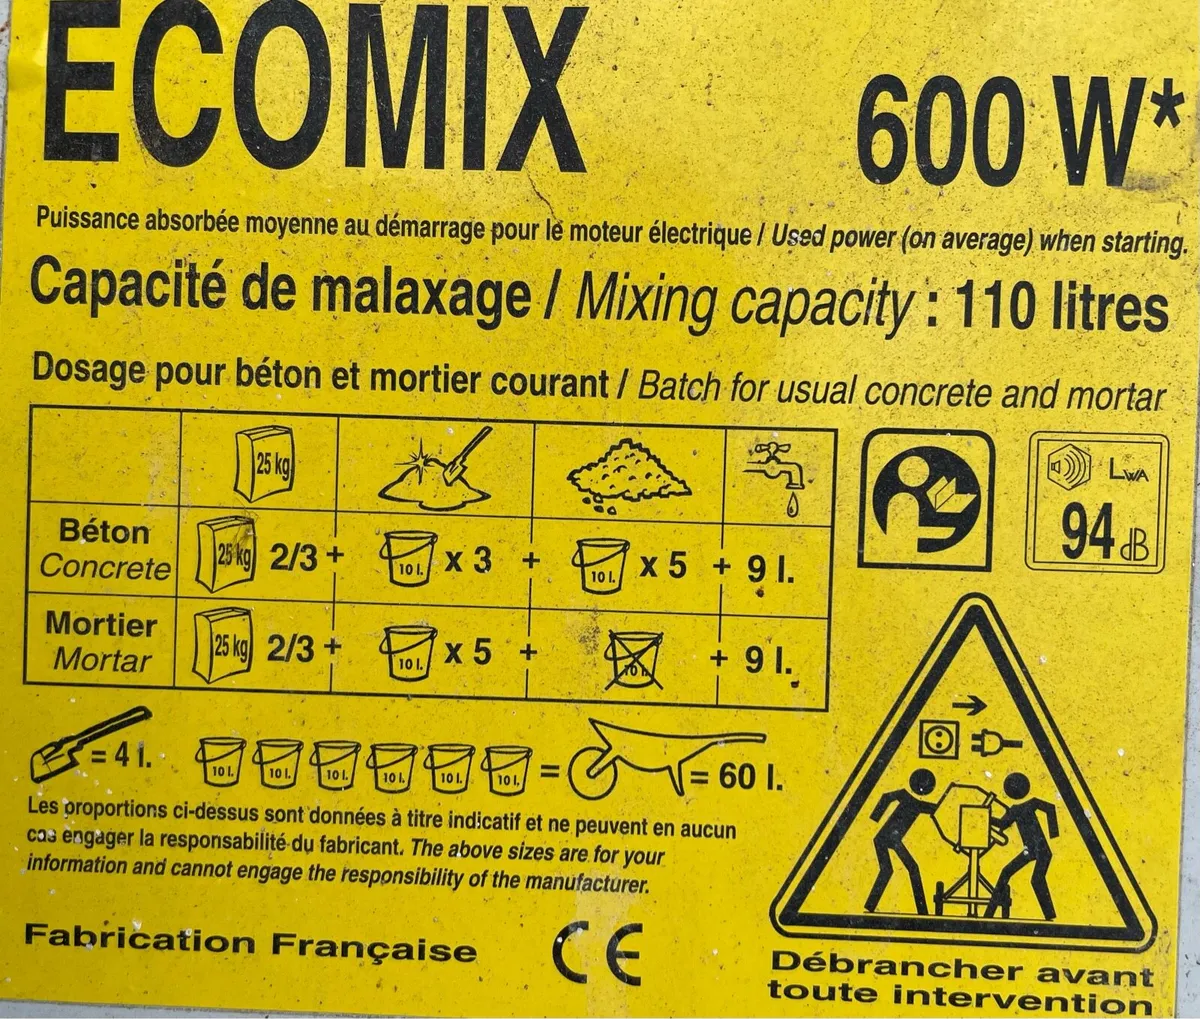 ECOMIX 600 W*
Puissance absorbée moyenne au démarrage pour le moteur électrique / Used power (on average) when starting.
Capacité de malaxage / Mixing capacity : 110 litres
Dosage pour béton et mortier courant / Batch for usual concrete and mortar
25 kg
LWA
94 dB
Béton
Concrete
25 kg 2/3 + 10 l. x 3 + 10 l. x 5 + 9 l.
Mortier
Mortar
25 kg 2/3 + 10 l. x 5 + 10 l. + 9 l.
= 4 l. 10 l. 10 l. 10 l. 10 l. 10 l. 10 l. = = 60 l.
Les proportions ci-dessus sont données à titre indicatif et ne peuvent en aucun
cas engager la responsabilité du fabricant. The above sizes are for your
information and cannot engage the responsibility of the manufacturer.
Fabrication Française CE
Débrancher avant
toute intervention